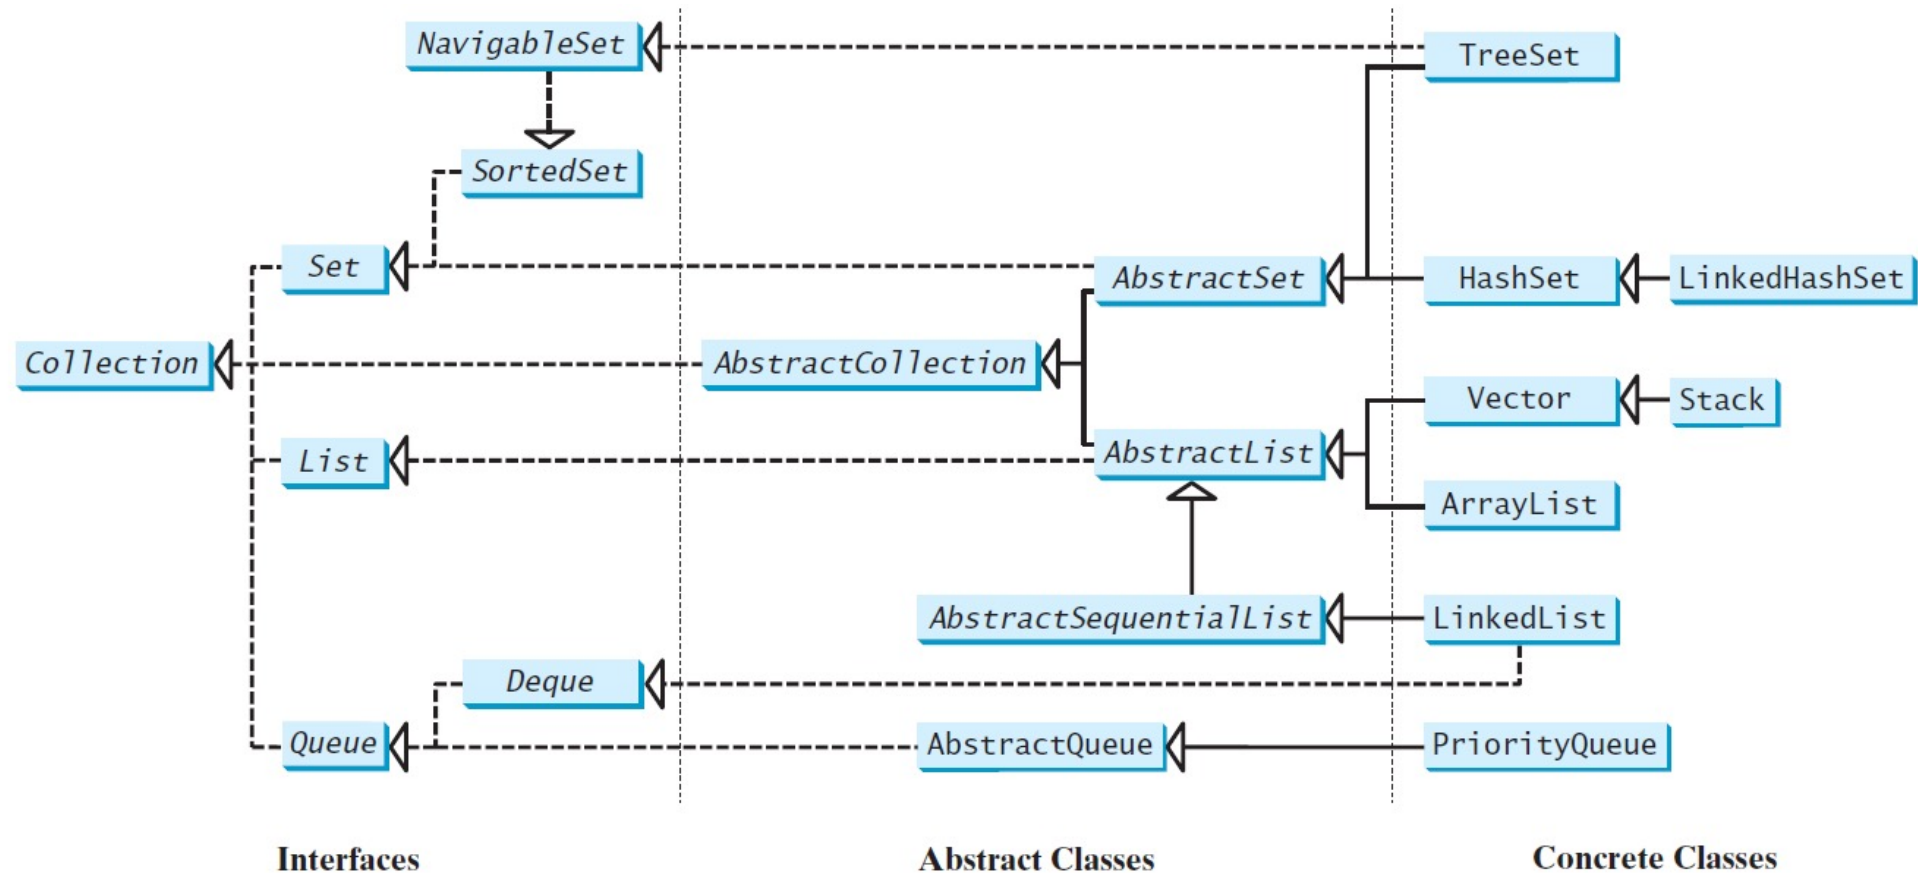 NavigableSet
TreeSet
SortedSet
Set
AbstractSet
HashSet
LinkedHashSet
Collection
AbstractCollection
Vector
Stack
List
AbstractList
ArrayList
AbstractSequentialList
LinkedList
Deque
Queue
AbstractQueue
PriorityQueue
Interfaces
Abstract Classes
Concrete Classes